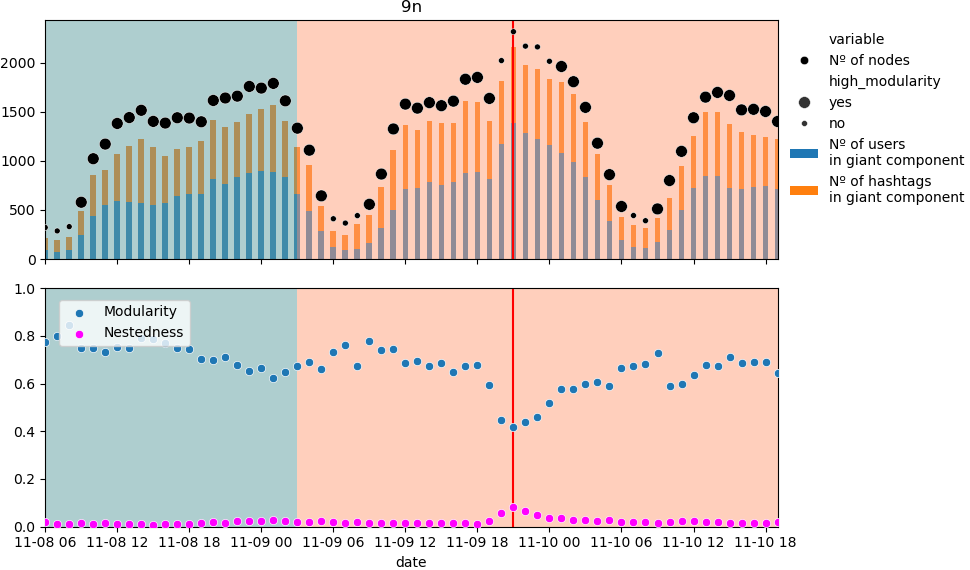 9n
2000
1500
1000
500
0
variable
Nº of nodes
high_modularity
yes
no
Nº of users
in giant component
Nº of hashtags
in giant component
1.0
0.8
0.6
0.4
0.2
0.0
Modularity
Nestedness
11-08 06 11-08 12 11-08 18 11-09 00 11-09 06 11-09 12 11-09 18 11-10 00 11-10 06 11-10 12 11-10 18
date